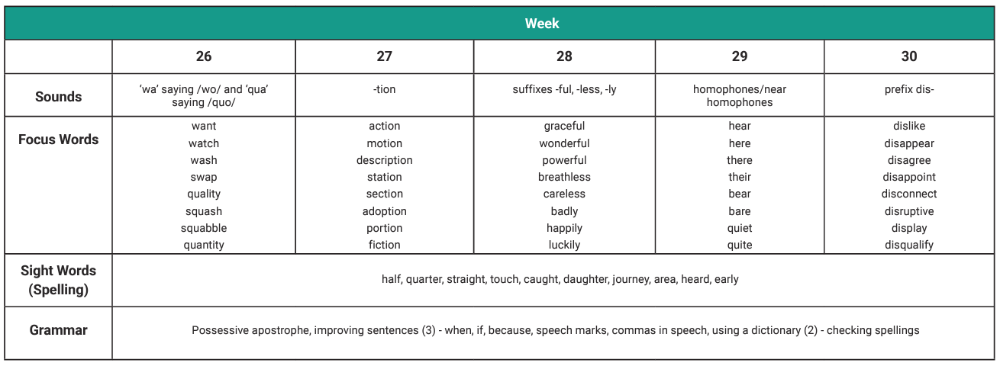 Week
26 27 28 29 30
Sounds
‘wa’ saying /wo/ and ‘qua’
saying /quo/
-tion
suffixes -ful, -less, -ly
homophones/near
homophones
prefix dis-
Focus Words
want
watch
wash
swap
quality
squash
squabble
quantity
action
motion
description
station
section
adoption
portion
fiction
graceful
wonderful
powerful
breathless
careless
badly
happily
luckily
hear
here
there
their
bear
bare
quiet
quite
dislike
disappear
disagree
disappoint
disconnect
disruptive
display
disqualify
Sight Words
(Spelling)
half, quarter, straight, touch, caught, daughter, journey, area, heard, early
Grammar
Possessive apostrophe, improving sentences (3) - when, if, because, speech marks, commas in speech, using a dictionary (2) - checking spellings